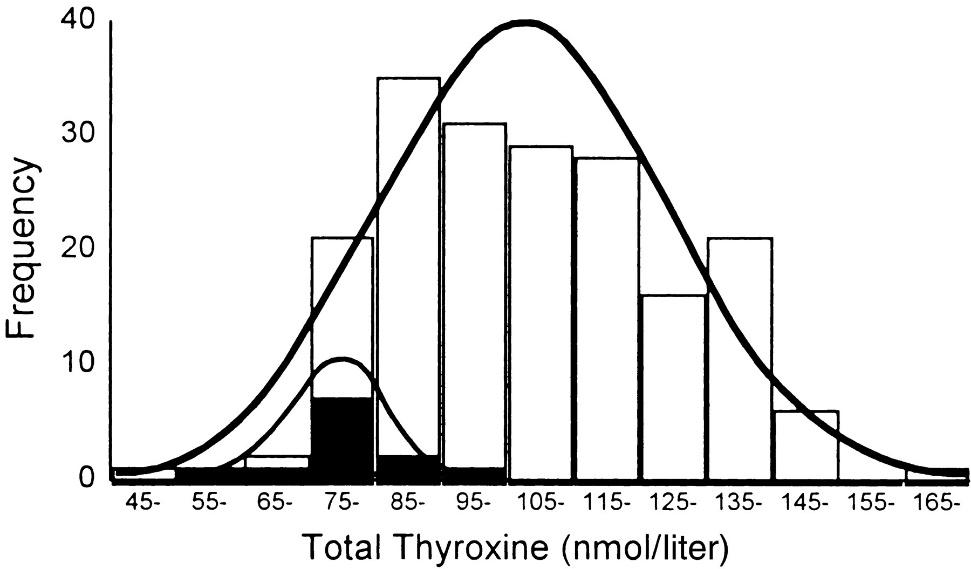 40
30
20
10
0
Frequency
45- 55- 65- 75- 85- 95- 105- 115- 125- 135- 145- 155- 165-
Total Thyroxine (nmol/liter)